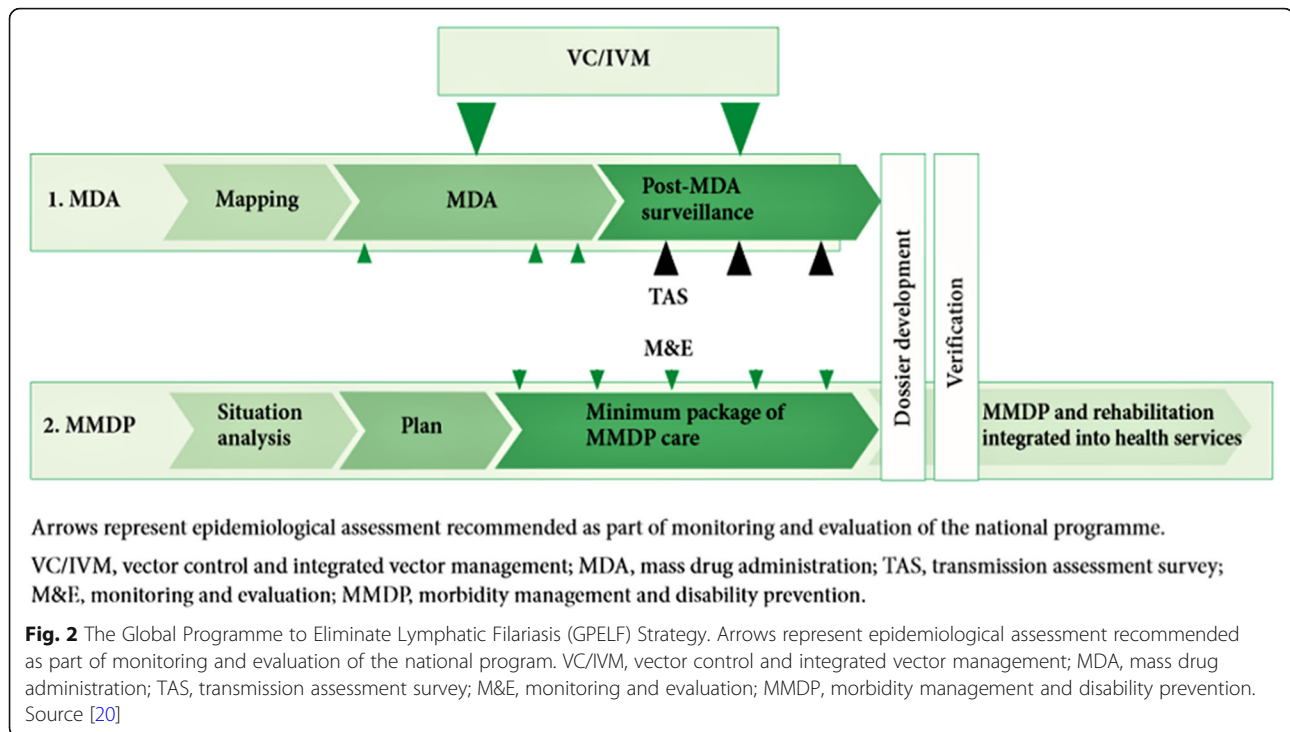 VC/IVM
1. MDA
Mapping
MDA
Post-MDA
surveillance
TAS
M&E
Dossier development
Verification
2. MMDP
Situation
analysis
Plan
Minimum package of
MMDP care
MMDP and rehabilitation
integrated into health services
Arrows represent epidemiological assessment recommended as part of monitoring and evaluation of the national programme.
VC/IVM, vector control and integrated vector management; MDA, mass drug administration; TAS, transmission assessment survey;
M&E, monitoring and evaluation; MMDP, morbidity management and disability prevention.
Fig. 2 The Global Programme to Eliminate Lymphatic Filariasis (GPELF) Strategy. Arrows represent epidemiological assessment recommended
as part of monitoring and evaluation of the national program. VC/IVM, vector control and integrated vector management; MDA, mass drug
administration; TAS, transmission assessment survey; M&E, monitoring and evaluation; MMDP, morbidity management and disability prevention.
Source [20]